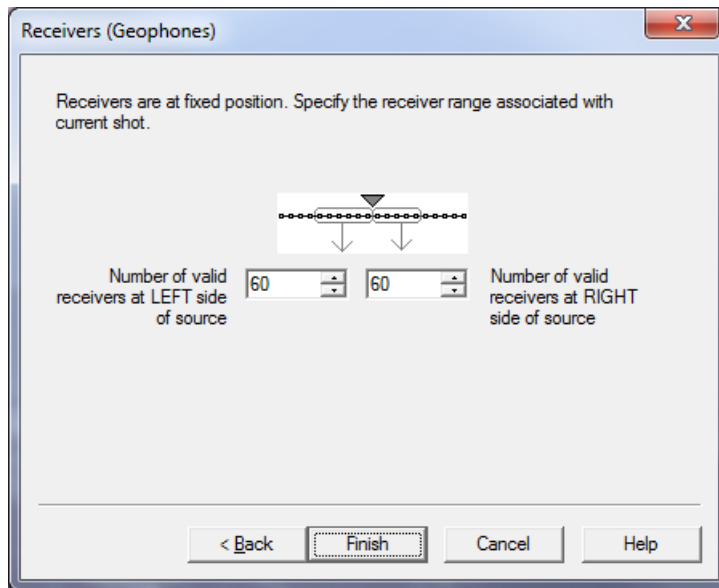 Receivers (Geophones)
Receivers are at fixed position. Specify the receiver range associated with
current shot.
Number of valid
receivers at LEFT side
of source
60
60
Number of valid
receivers at RIGHT
side of source
< Back
Finish
Cancel
Help